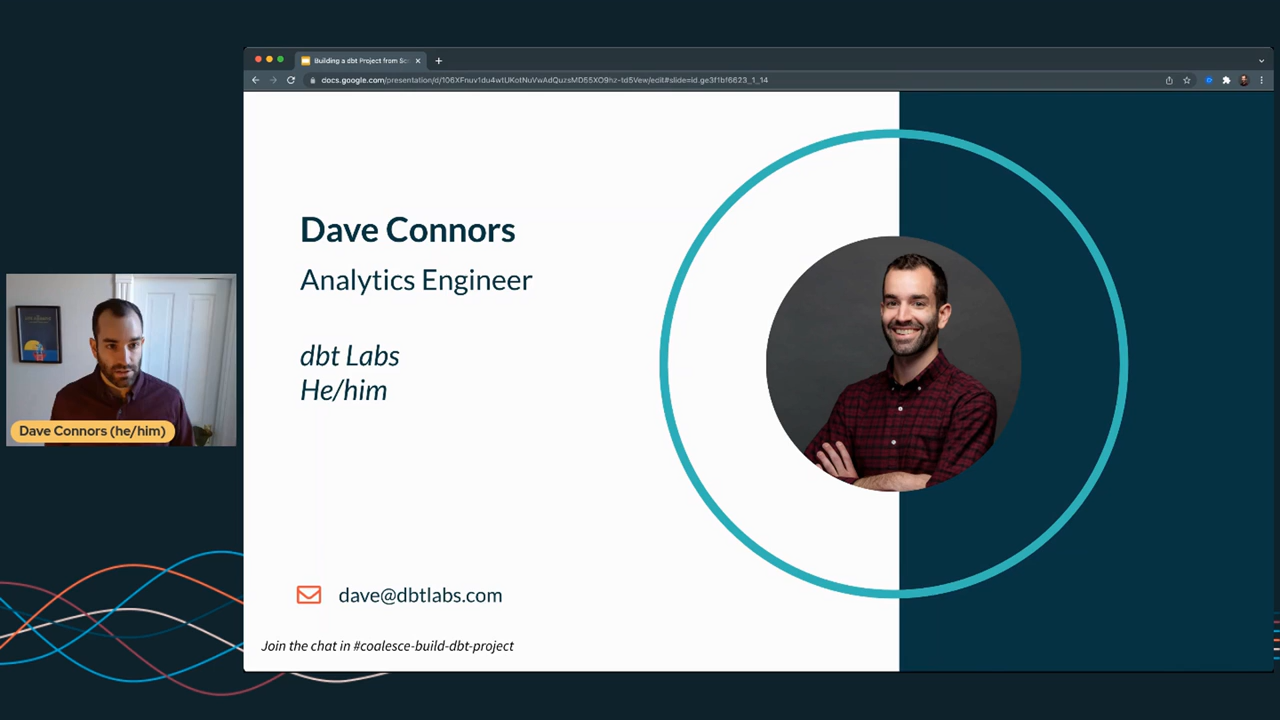 Building a dbt Project from Scr
docs.google.com/presentation/d/106XFnuv1du4wtUKotNuVwAdQuzsMD55XO9hz-td5Vew/edit#slide=id.ge3f1bf6623_1_14
Dave Connors
Analytics Engineer
dbt Labs
He/him
Dave Connors (he/him)
dave@dbtlabs.com
Join the chat in #coalesce-build-dbt-project